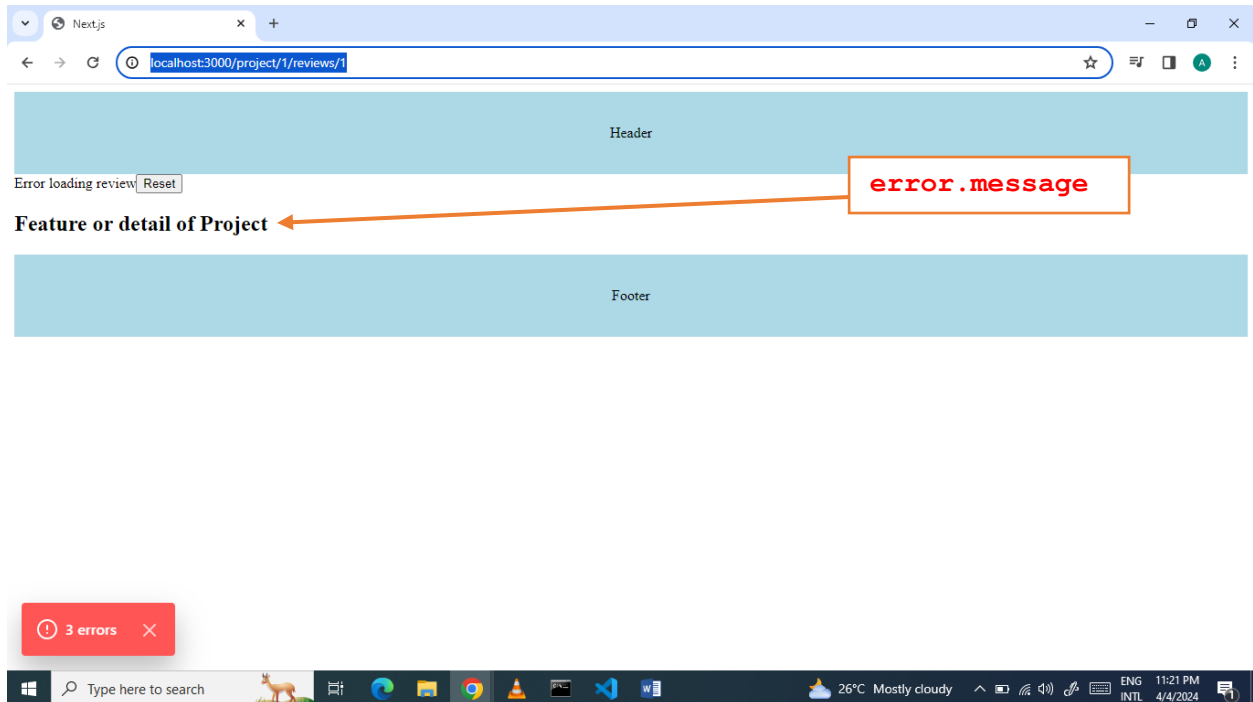 Next.js
localhost:3000/project/1/reviews/1
A
Header
Error loading review Reset
error.message
Feature or detail of Project
Footer
3 errors
Type here to search
26°C Mostly cloudy
ENG 11:21 PM
INTL 4/4/2024
1